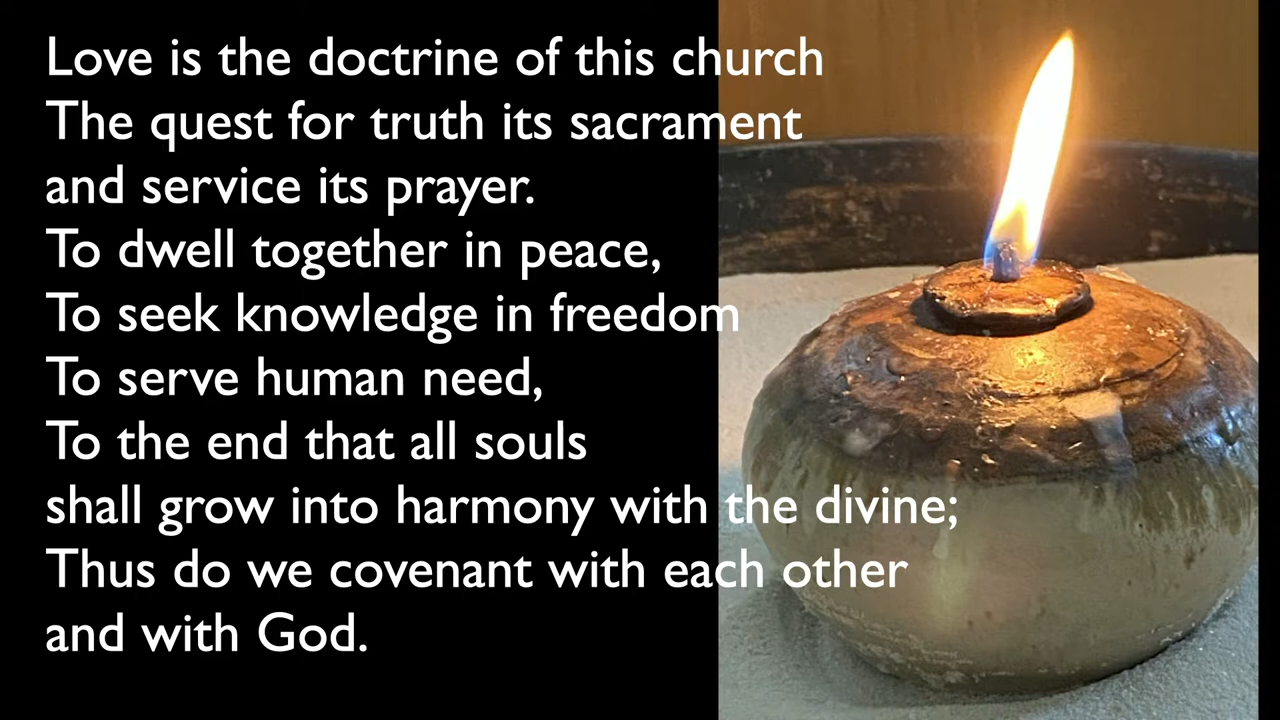 Love is the doctrine of this church
The quest for truth its sacrament
and service its prayer.
To dwell together in peace,
To seek knowledge in freedom
To serve human need,
To the end that all souls
shall grow into harmony with the divine;
Thus do we covenant with each other
and with God.